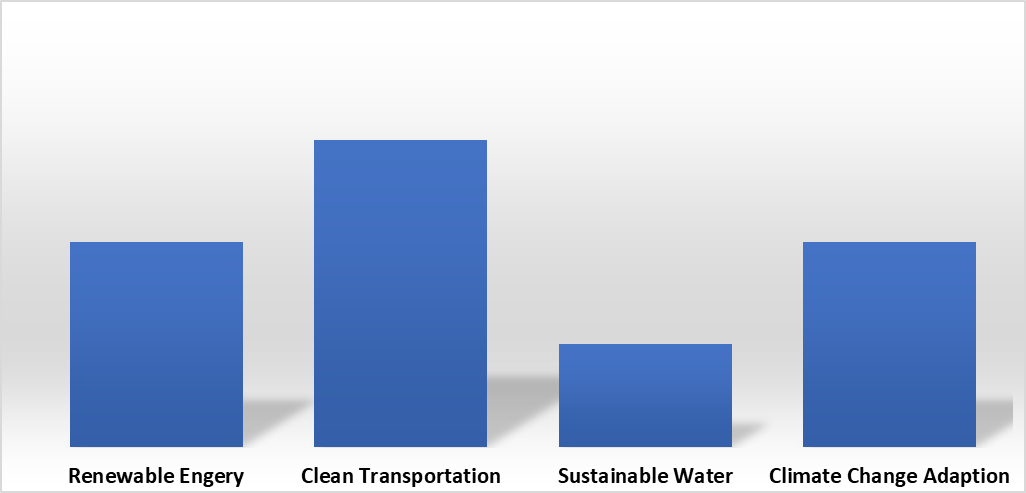 Renewable Engery
Clean Transportation
Sustainable Water
Climate Change Adaption